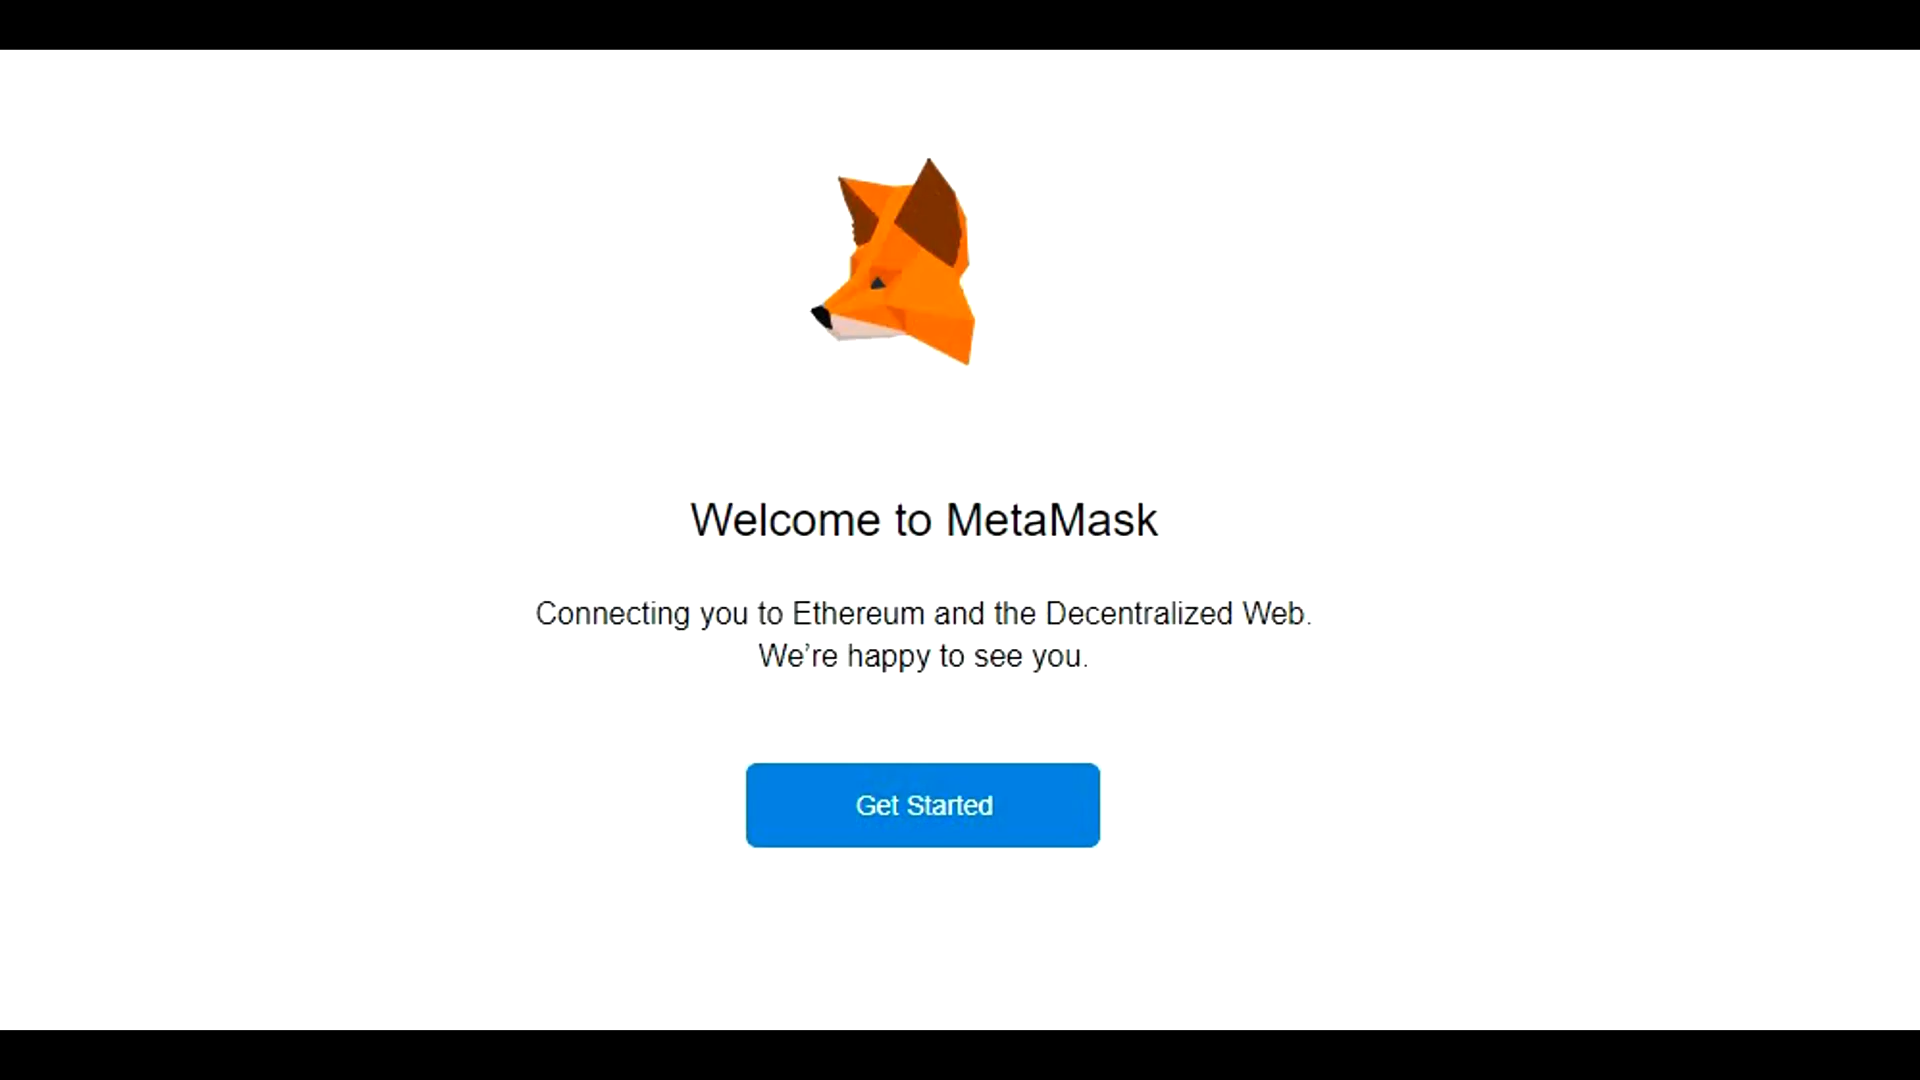 Welcome to MetaMask
Connecting you to Ethereum and the Decentralized Web.
We’re happy to see you.
Get Started